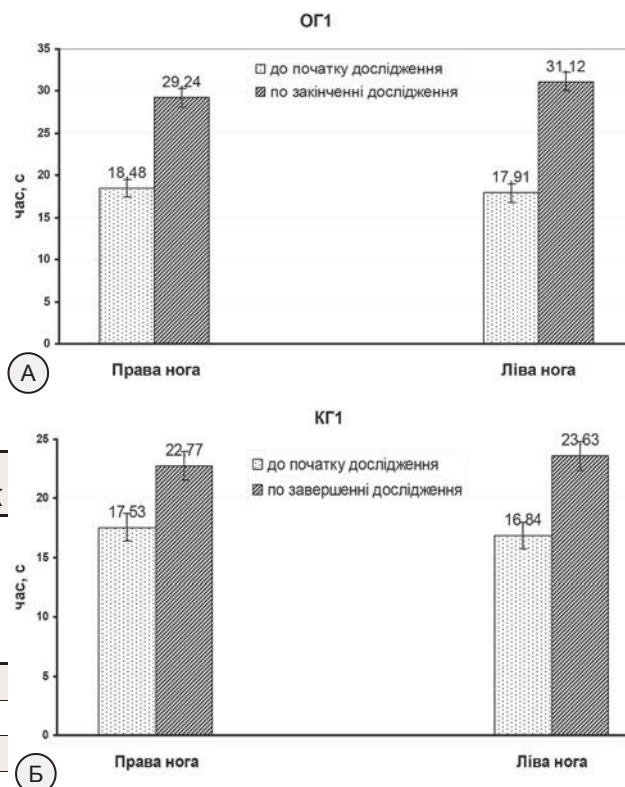 ОГ1
35
30
25
20
15
10
5
0
час, с
до початку дослідження
по закінченні дослідження
18,48
29,24
17,91
31,12
Права нога
Ліва нога
А
КГ1
25
20
15
10
5
0
час, с
до початку дослідження
по завершенні дослідження
17,53
22,77
16,84
23,63
Права нога
Ліва нога
Б